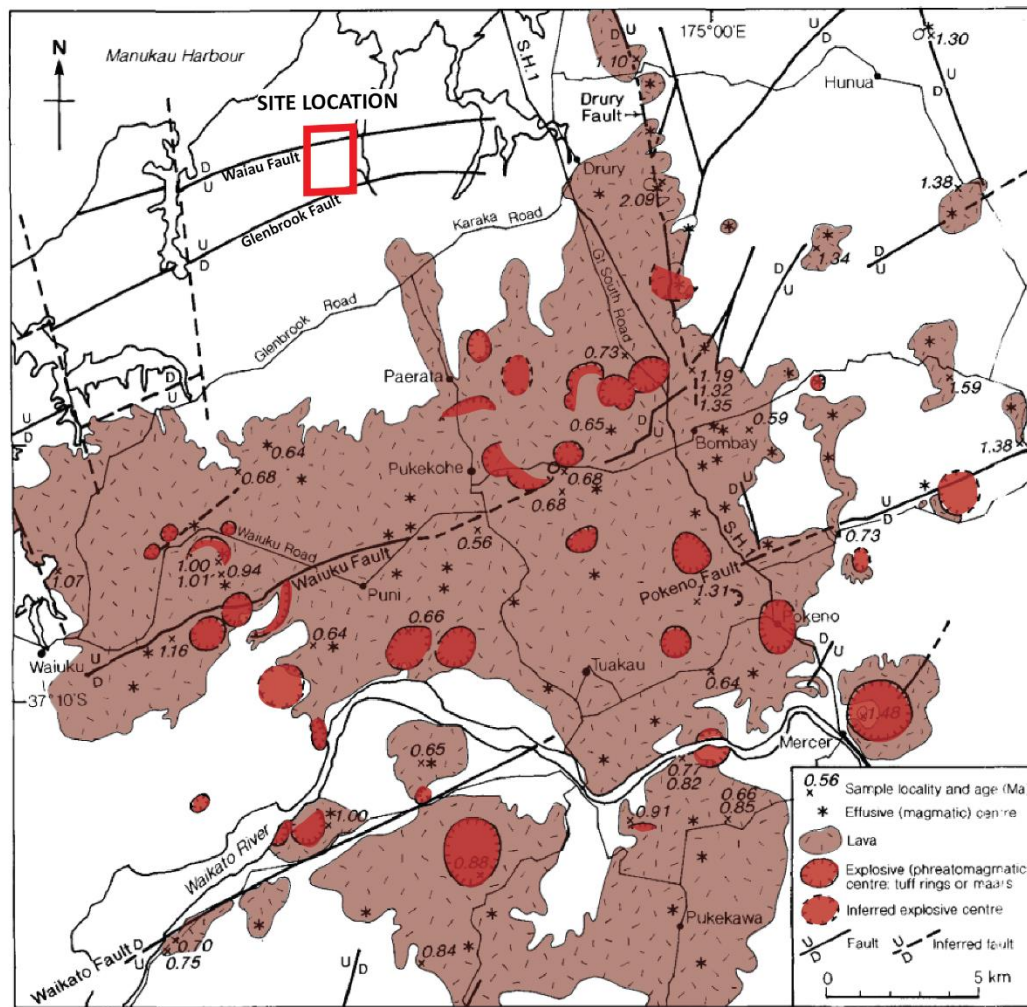 N
Manukau Harbour
SITE LOCATION
Waiau Fault
D
U
Glenbrook Fault
U
D
S.H.1
D U
1.10
Drury
Fault
175°00'E
U
D
1.30
Hunua
U
D
Drury
2.09
1.38
1.34
D
U
D
U
Karaka Road
Glenbrook Road
Gt South Road
0.73
Paerata
1.19
1.32
1.35
0.65
U
D
0.59
Bombay
1.59
1.38
U
D
U
D
0.64
0.68
Pukekohe
0.68
0.68
Waiuku Road
0.56
D
U
S.H.1
U
D
0.73
1.07
1.00
1.01
0.94
Waiuku Fault
Puni
Pokeno Fault
1.31
Pokeno
Waiuku
U
D
1.16
0.64
0.66
Tuakau
0.64
U
D
37°10'S
1.48
Mercer
0.65
0.77
0.82
0.66
0.85
0.91
1.00
Waikato River
0.88
Pukekawa
Waikato Fault
D
U
0.70
0.75
0.84
U
D
0.56
Sample locality and age (Ma
Effusive (magmatic) centre
Lava
Explosive (phreatomagmatic
centre: tuff rings or maars
Inferred explosive centre
U
D
Fault
U
D
Inferred fault
0
5 km